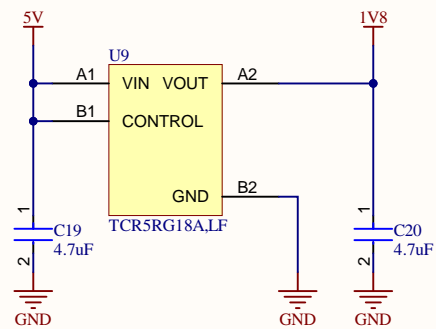 5V
1V8
U9
A1
VIN
VOUT
A2
B1
CONTROL
GND
B2
TCR5RG18A,LF
1
C19
4.7uF
2
1
C20
4.7uF
2
GND
GND
GND